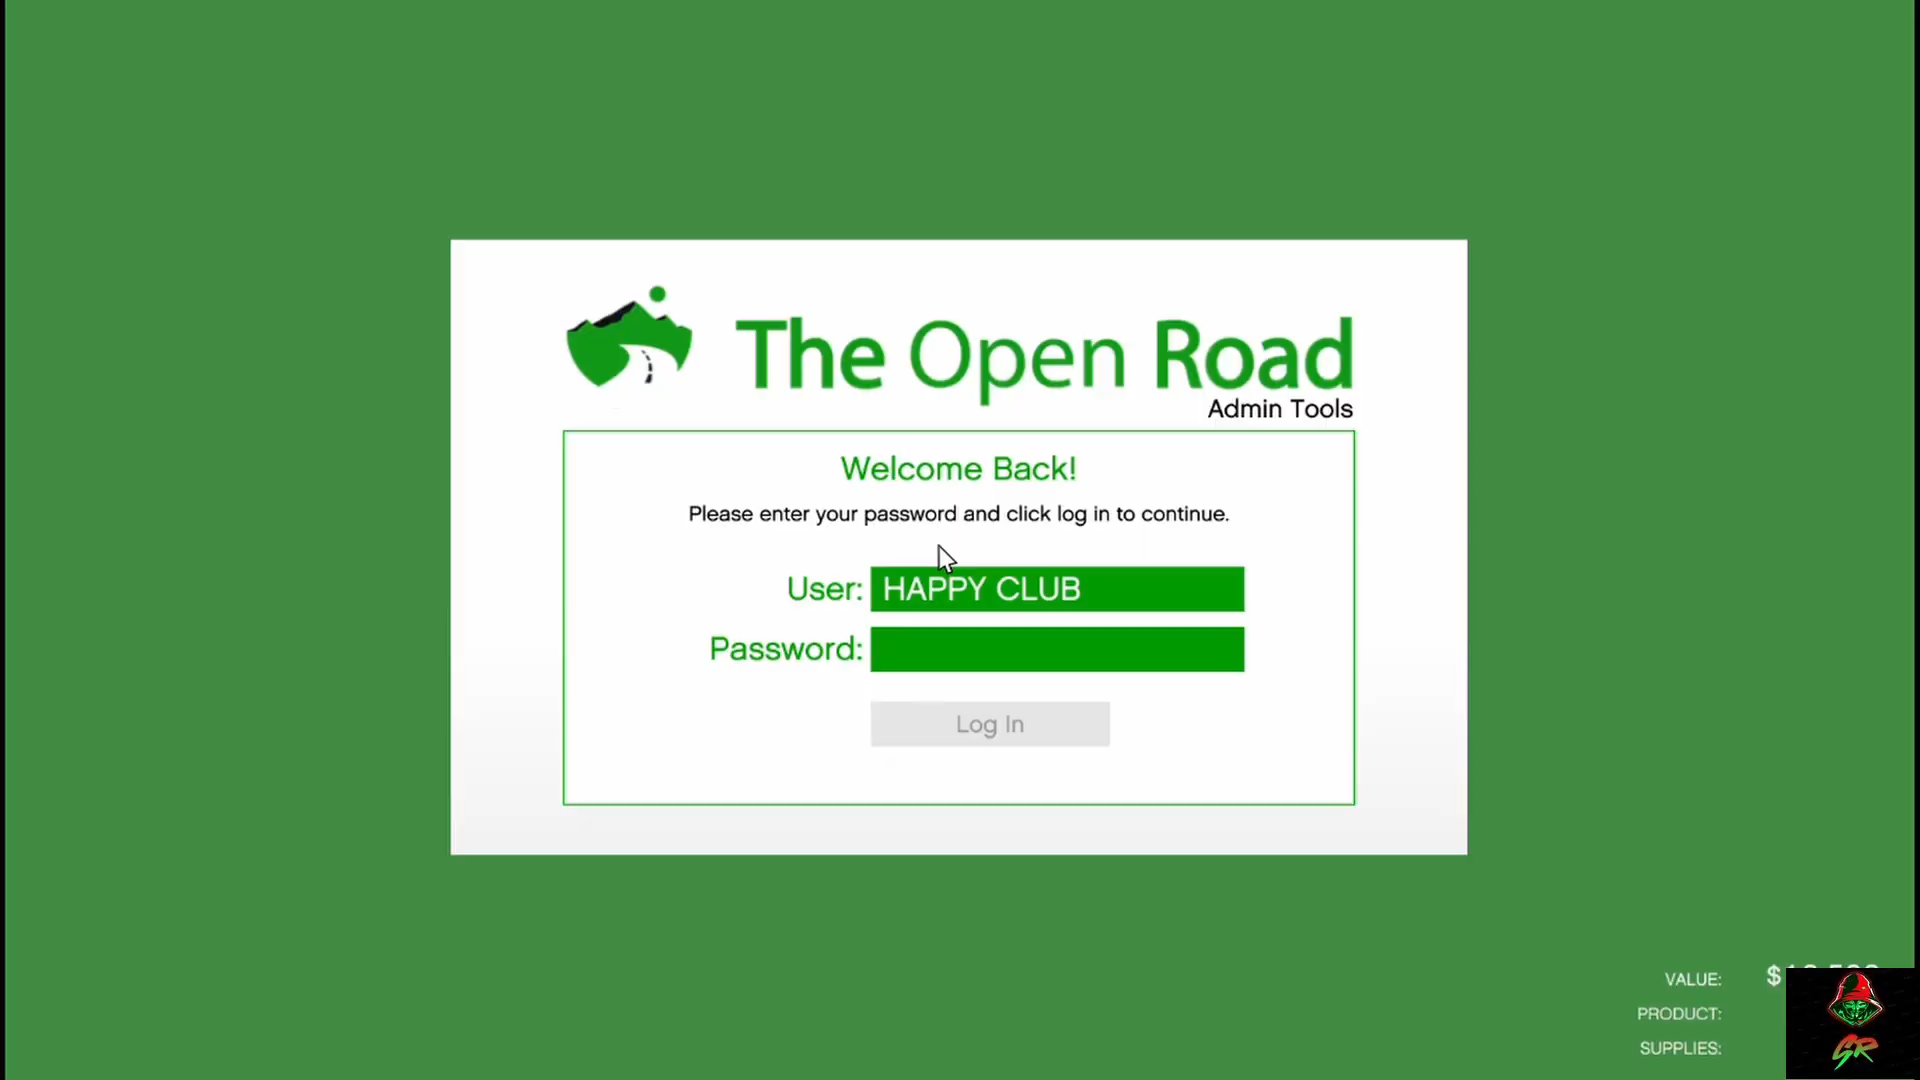 The Open Road
Admin Tools
Welcome Back!
Please enter your password and click log in to continue.
User: HAPPY CLUB
Password:
Log In
VALUE: $
PRODUCT:
SUPPLIES:
SR